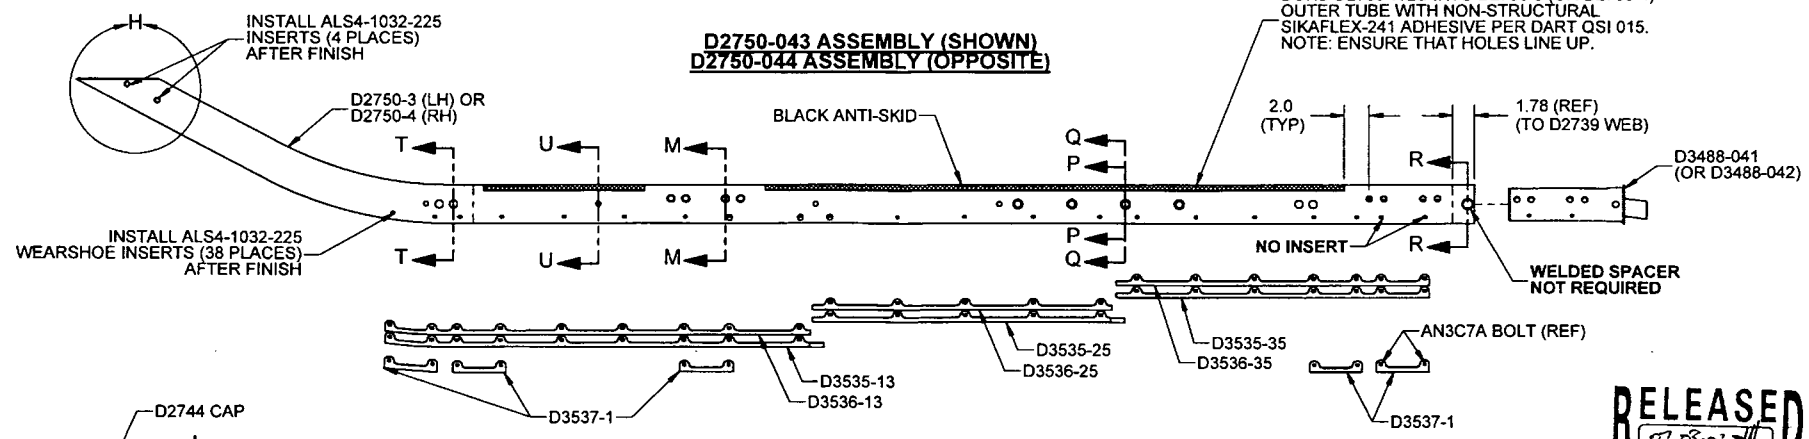 INSTALL ALS4-1032-225
INSERTS (4 PLACES)
AFTER FINISH
H
D2750-043 ASSEMBLY (SHOWN)
D2750-044 ASSEMBLY (OPPOSITE)
OUTER TUBE WITH NON-STRUCTURAL
SIKAFLEX-241 ADHESIVE PER DART QSI 015.
NOTE: ENSURE THAT HOLES LINE UP.
D2750-3 (LH) OR
D2750-4 (RH)
BLACK ANTI-SKID
2.0
(TYP)
1.78 (REF)
(TO D2739 WEB)
T
U
M
Q
P
R
D3488-041
(OR D3488-042)
INSTALL ALS4-1032-225
WEARSHOE INSERTS (38 PLACES)
AFTER FINISH
T
U
M
P
Q
NO INSERT
R
WELDED SPACER
NOT REQUIRED
AN3C7A BOLT (REF)
D3535-35
D3536-35
D3535-25
D3536-25
D3535-13
D3536-13
D3537-1
D3537-1
D2744 CAP
RELEASED